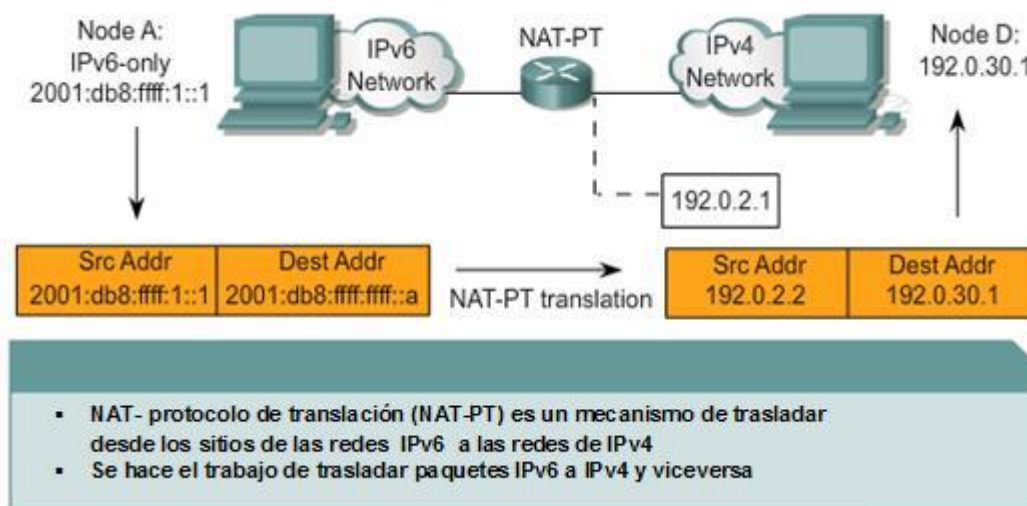 Node A:
IPv6-only
2001:db8:ffff:1::1
IPv6
Network
NAT-PT
IPv4
Network
Node D:
192.0.30.1
192.0.2.1
Src Addr
2001:db8:ffff:1::1
Dest Addr
2001:db8:ffff:ffff::a
NAT-PT translation
Src Addr
192.0.2.2
Dest Addr
192.0.30.1
▪ NAT- protocolo de translación (NAT-PT) es un mecanismo de trasladar
desde los sitios de las redes IPv6 a las redes de IPv4
▪ Se hace el trabajo de trasladar paquetes IPv6 a IPv4 y viceversa